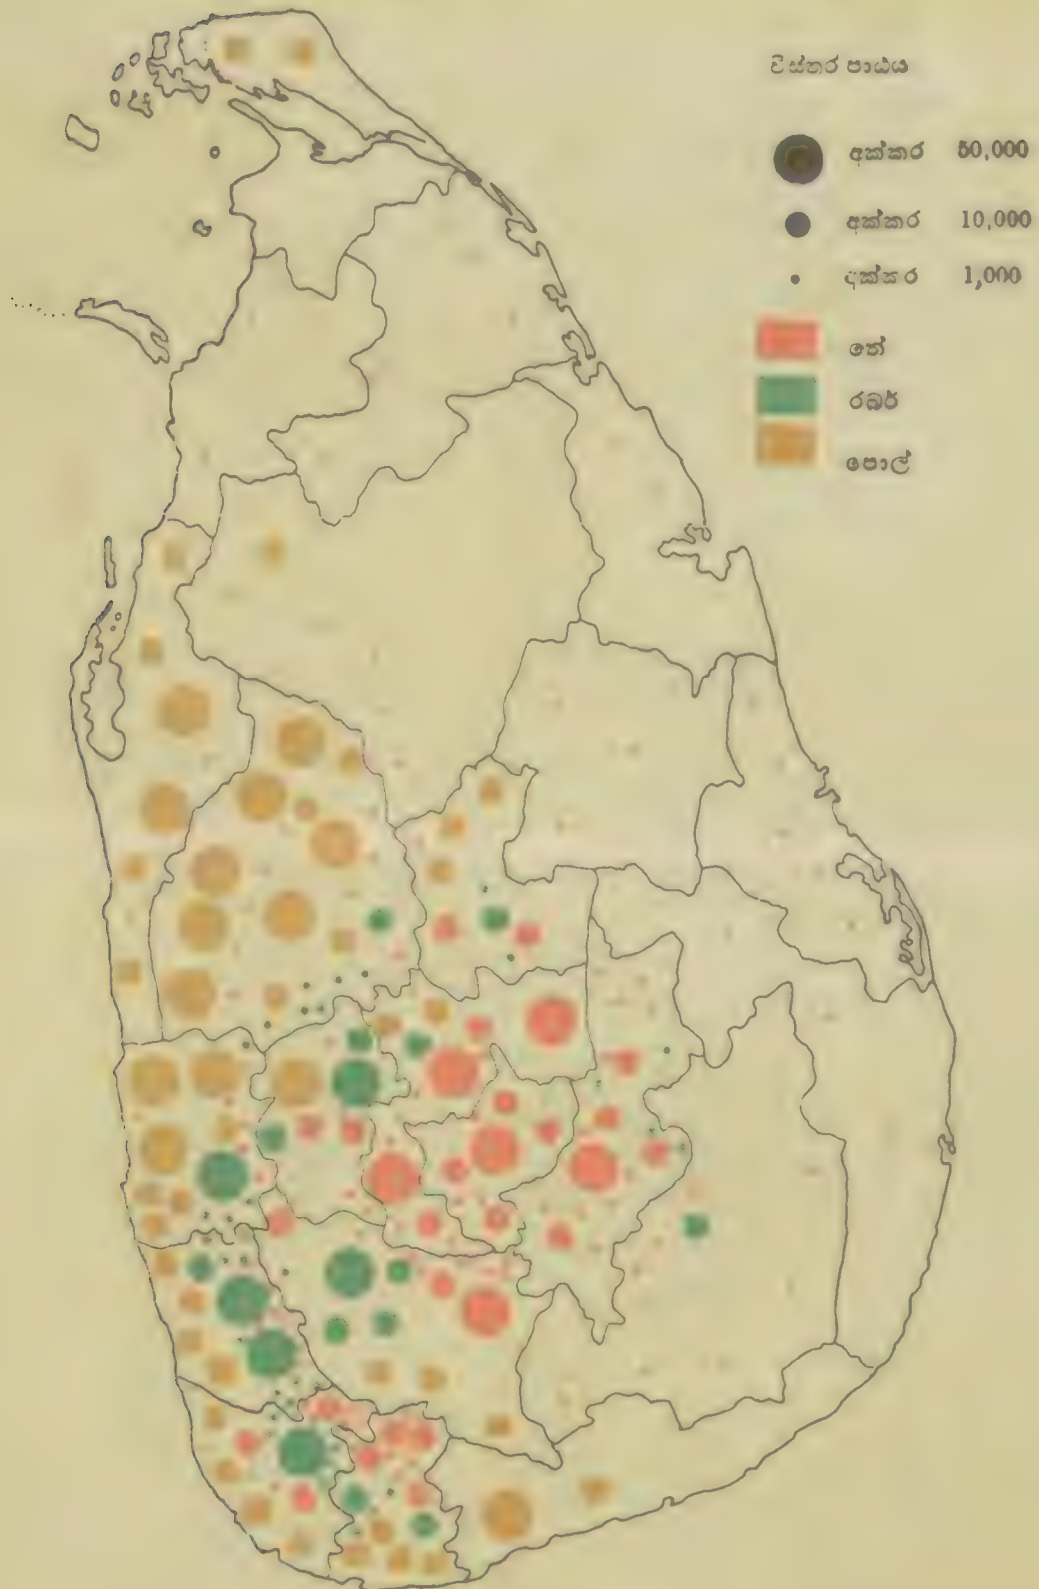 විස්තර පාඨය
අක්කර 50,000
අක්කර 10,000
අක්කර 1,000
තේ
රබර්
පොල්